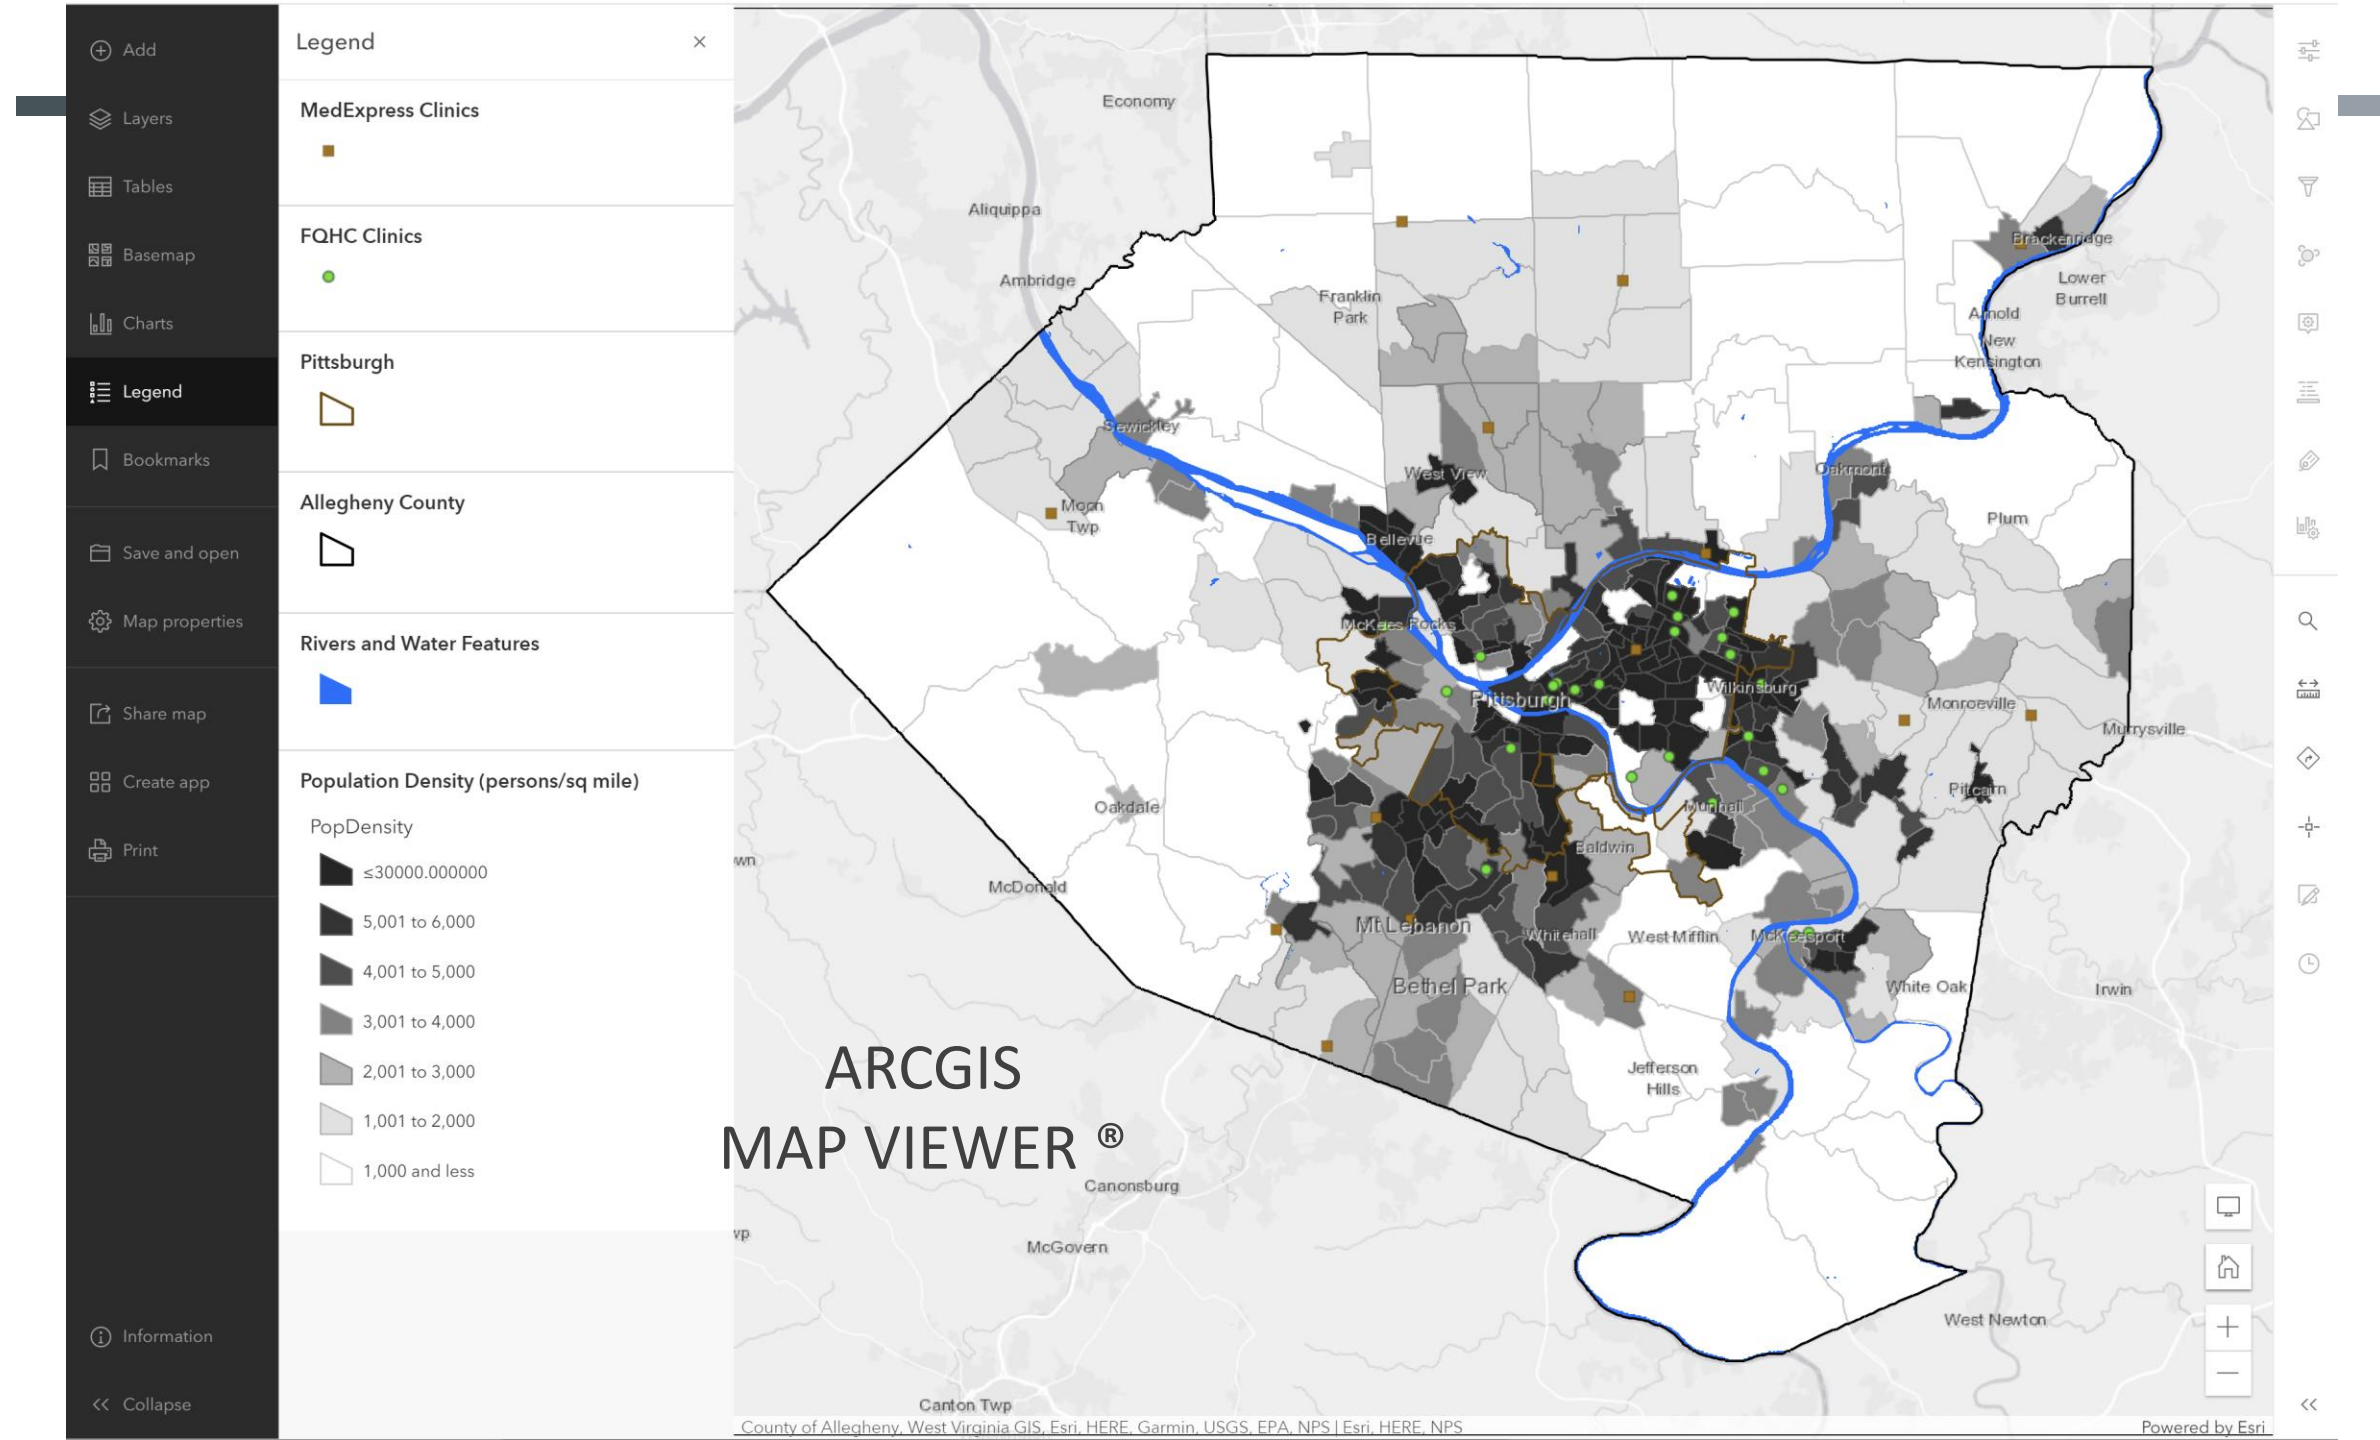 Add
Layers
Tables
Basemap
Charts
Legend
Bookmarks
Save and open
Map properties
Share map
Create app
Print
Information
Collapse
Legend
MedExpress Clinics
FQHC Clinics
Pittsburgh
Allegheny County
Rivers and Water Features
Population Density (persons/sq mile)
PopDensity
≤30000.000000
5,001 to 6,000
4,001 to 5,000
3,001 to 4,000
2,001 to 3,000
1,001 to 2,000
1,000 and less
Economy
Aliquippa
Ambridge
Franklin
Park
Brackenridge
Lower
Burrell
Arnold
New
Kensington
Sewickley
West View
Oakmont
Moon
Twp
Plum
Bellevue
McKees Rocks
Wilkinsburg
Pittsburgh
Monroeville
Murrysville
Pitcairn
Oakdale
Munhall
Baldwin
McDonald
Mt Lebanon
Whitehall
West Mifflin
McKeesport
Bethel Park
White Oak
Irwin
Jefferson
Hills
ARCGIS
MAP VIEWER ®
Canonsburg
McGovern
West Newton
Canton Twp
wn
wp
County of Allegheny, West Virginia GIS, Esri, HERE, Garmin, USGS, EPA, NPS | Esri, HERE, NPS
Powered by Esri